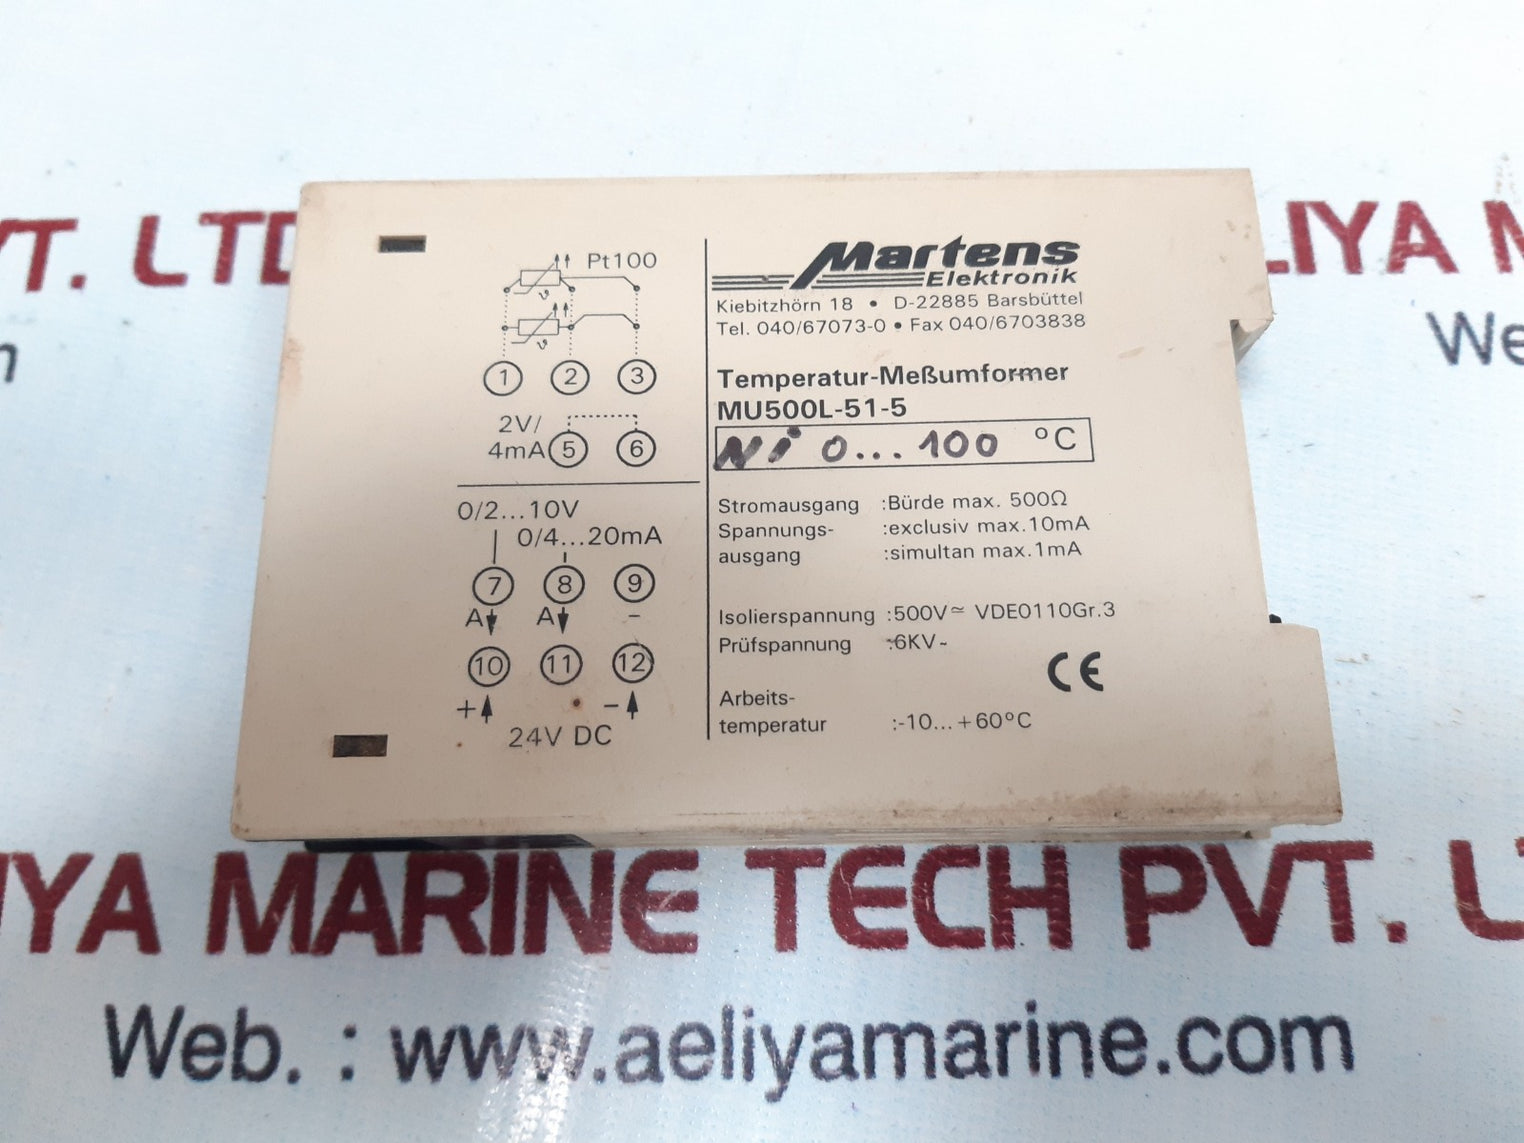 VT. LTD
LIYA M
We
m
Pt100
1 2 3
2V/
4mA 5 6
0/2...10V
0/4...20mA
7 8 9
A A -
10 11 12
+ -
24V DC
Martens
Elektronik
Kiebitzhörn 18 • D-22885 Barsbüttel
Tel. 040/67073-0 • Fax 040/6703838
Temperatur-Meßumformer
MU500L-51-5
Ni 0...100 °C
Stromausgang :Bürde max. 500Ω
Spannungs- :exclusiv max.10mA
ausgang :simultan max.1mA
Isolierspannung :500V≃ VDE0110Gr.3
Prüfspannung :6KV~
CE
Arbeits-
temperatur :-10...+60°C
IYA MARINE TECH PVT. LT
Web. : www.aeliyamarine.com